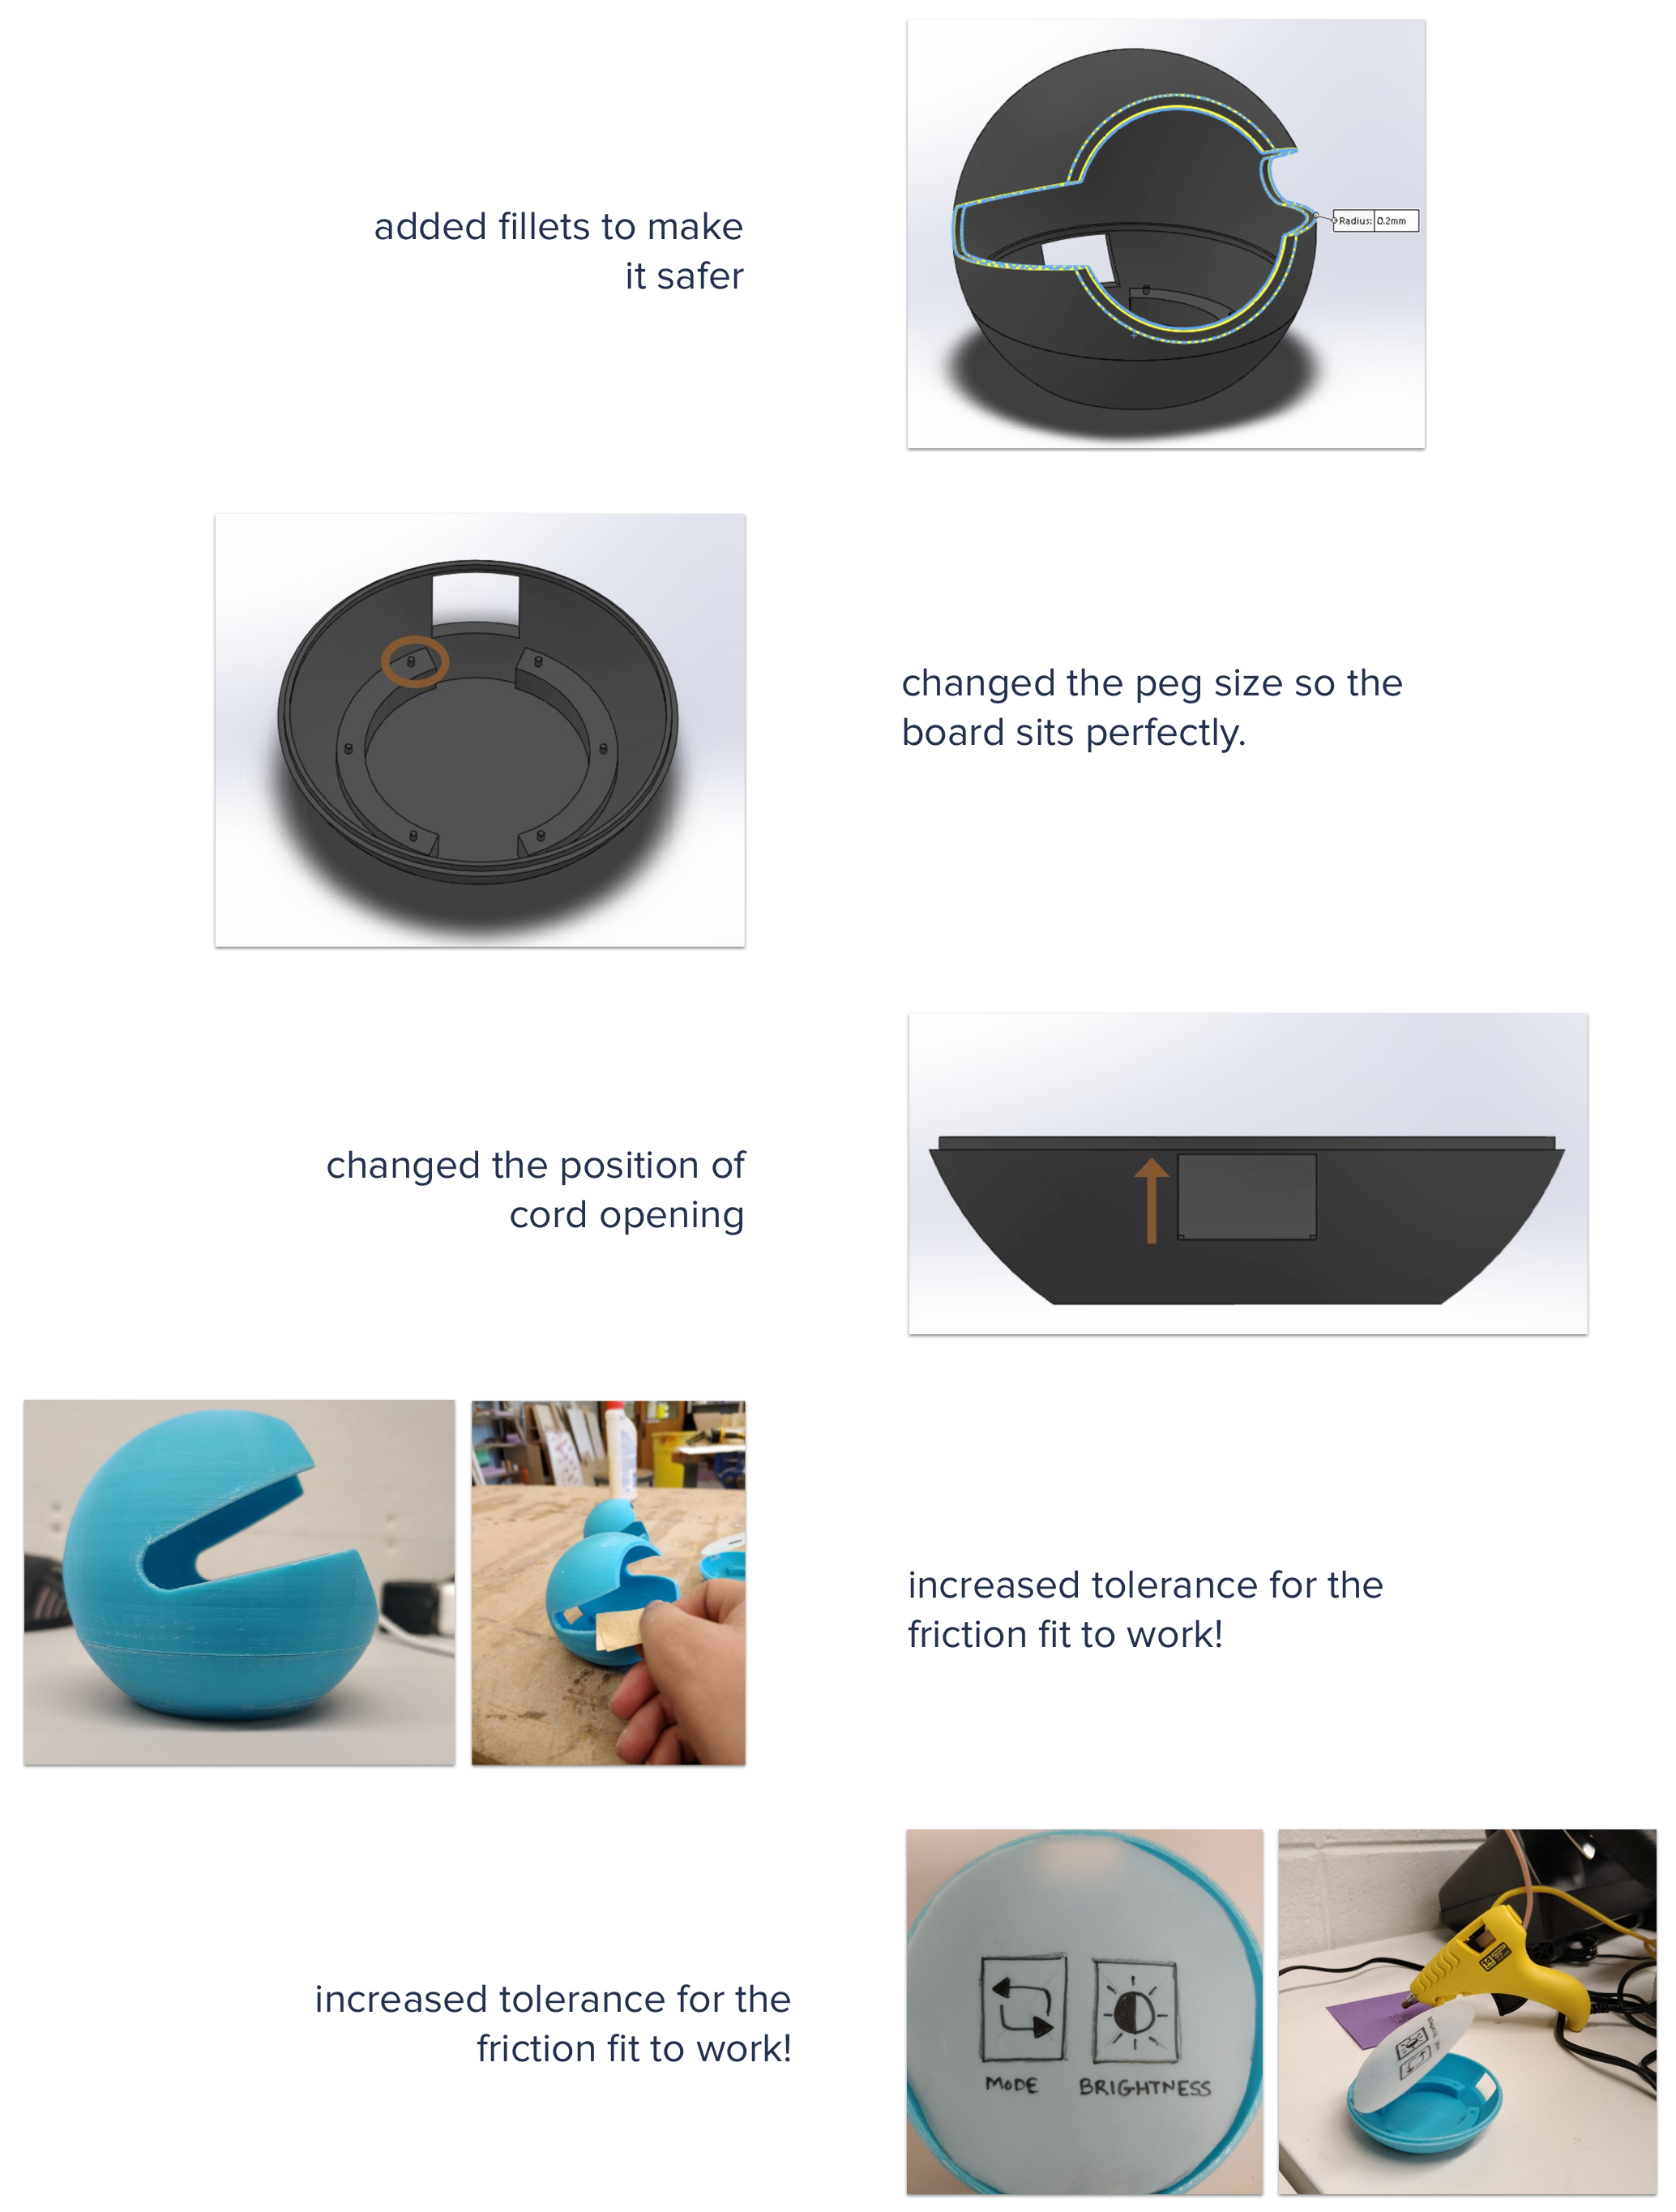 added fillets to make
it safer
Radius: 0.2mm
changed the peg size so the
board sits perfectly.
changed the position of
cord opening
increased tolerance for the
friction fit to work!
increased tolerance for the
friction fit to work!
MODE BRIGHTNESS